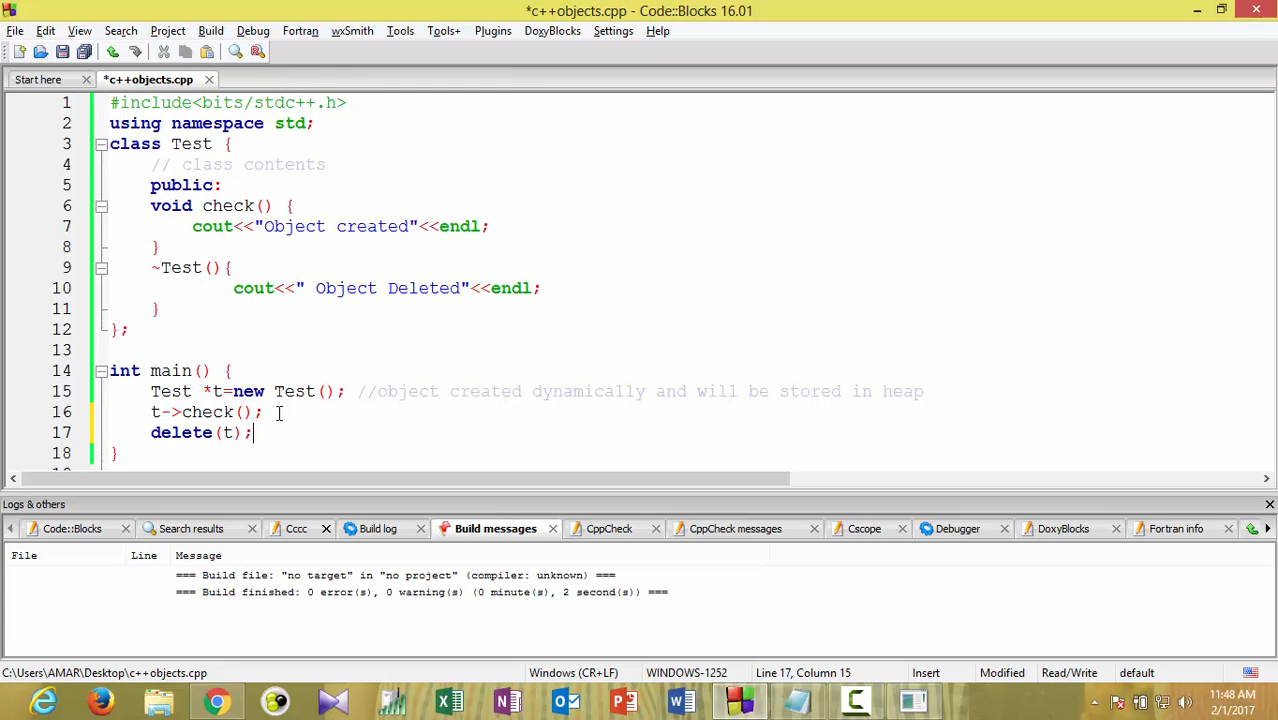 *c++objects.cpp - Code::Blocks 16.01
File Edit View Search Project Build Debug Fortran wxSmith Tools Tools+ Plugins DoxyBlocks Settings Help
Start here *c++objects.cpp
1 #include<bits/stdc++.h>
2 using namespace std;
3 class Test {
4 // class contents
5 public:
6 void check() {
7 cout<<"Object created"<<endl;
8 }
9 ~Test(){
10 cout<<" Object Deleted"<<endl;
11 }
12 };
13
14 int main() {
15 Test *t=new Test(); //object created dynamically and will be stored in heap
16 t->check();
17 delete(t);
18 }
Logs & others
Code::Blocks Search results Cccc Build log Build messages CppCheck CppCheck messages Cscope Debugger DoxyBlocks Fortran info
File Line Message
=== Build file: "no target" in "no project" (compiler: unknown) ===
=== Build finished: 0 error(s), 0 warning(s) (0 minute(s), 2 second(s)) ===
C:\Users\AMAR\Desktop\c++objects.cpp Windows (CR+LF) WINDOWS-1252 Line 17, Column 15 Insert Modified Read/Write default
11:48 AM
2/1/2017